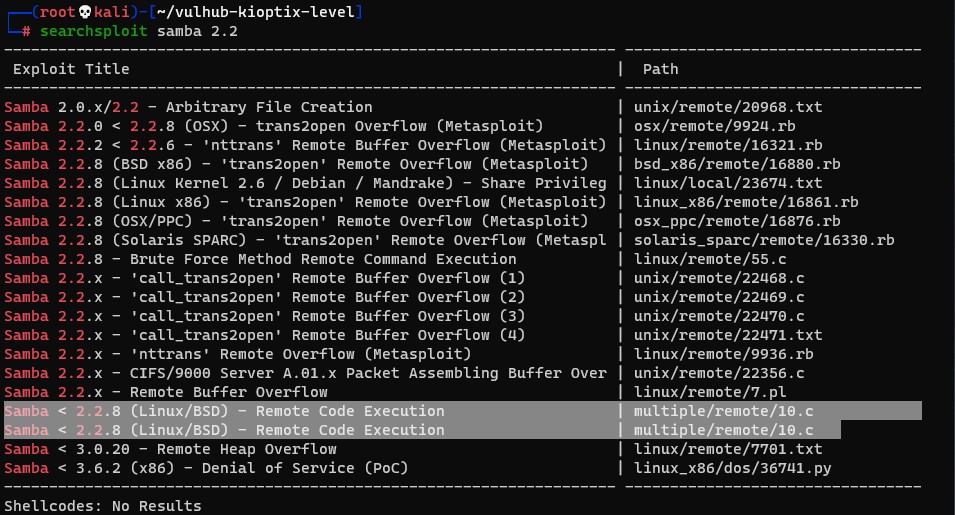 ┌──(root💀kali)-[~/vulhub-kioptix-level]
└─# searchsploit samba 2.2
---------------------------------------------------------------- --------------------------------
Exploit Title | Path
---------------------------------------------------------------- --------------------------------
Samba 2.0.x/2.2 - Arbitrary File Creation | unix/remote/20968.txt
Samba 2.2.0 < 2.2.8 (OSX) - trans2open Overflow (Metasploit) | osx/remote/9924.rb
Samba 2.2.2 < 2.2.6 - 'nttrans' Remote Buffer Overflow (Metasploit) | linux/remote/16321.rb
Samba 2.2.8 (BSD x86) - 'trans2open' Remote Overflow (Metasploit) | bsd_x86/remote/16880.rb
Samba 2.2.8 (Linux Kernel 2.6 / Debian / Mandrake) - Share Privileg | linux/local/23674.txt
Samba 2.2.8 (Linux x86) - 'trans2open' Remote Overflow (Metasploit) | linux_x86/remote/16861.rb
Samba 2.2.8 (OSX/PPC) - 'trans2open' Remote Overflow (Metasploit) | osx_ppc/remote/16876.rb
Samba 2.2.8 (Solaris SPARC) - 'trans2open' Remote Overflow (Metaspl | solaris_sparc/remote/16330.rb
Samba 2.2.8 - Brute Force Method Remote Command Execution | linux/remote/55.c
Samba 2.2.x - 'call_trans2open' Remote Buffer Overflow (1) | unix/remote/22468.c
Samba 2.2.x - 'call_trans2open' Remote Buffer Overflow (2) | unix/remote/22469.c
Samba 2.2.x - 'call_trans2open' Remote Buffer Overflow (3) | unix/remote/22470.c
Samba 2.2.x - 'call_trans2open' Remote Buffer Overflow (4) | unix/remote/22471.txt
Samba 2.2.x - 'nttrans' Remote Overflow (Metasploit) | linux/remote/9936.rb
Samba 2.2.x - CIFS/9000 Server A.01.x Packet Assembling Buffer Over | unix/remote/22356.c
Samba 2.2.x - Remote Buffer Overflow | linux/remote/7.pl
Samba < 2.2.8 (Linux/BSD) - Remote Code Execution | multiple/remote/10.c
Samba < 2.2.8 (Linux/BSD) - Remote Code Execution | multiple/remote/10.c
Samba < 3.0.20 - Remote Heap Overflow | linux/remote/7701.txt
Samba < 3.6.2 (x86) - Denial of Service (PoC) | linux_x86/dos/36741.py
---------------------------------------------------------------- --------------------------------
Shellcodes: No Results